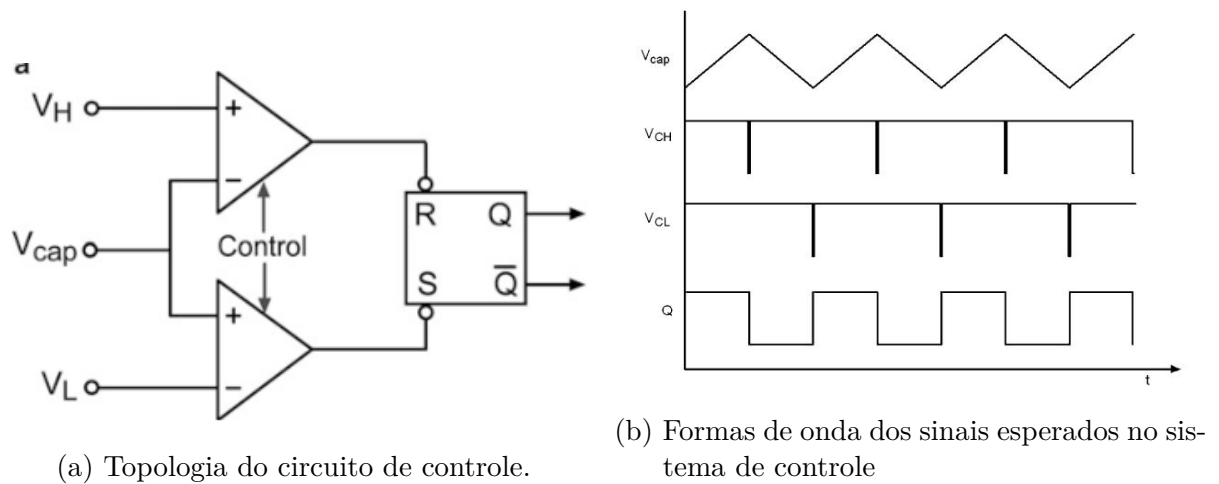 a
V_H
+
−
V_cap
Control
R Q
S Q̅
+
V_L
−
(a) Topologia do circuito de controle.
V_cap
V_CH
V_CL
Q
t
(b) Formas de onda dos sinais esperados no sis-
tema de controle